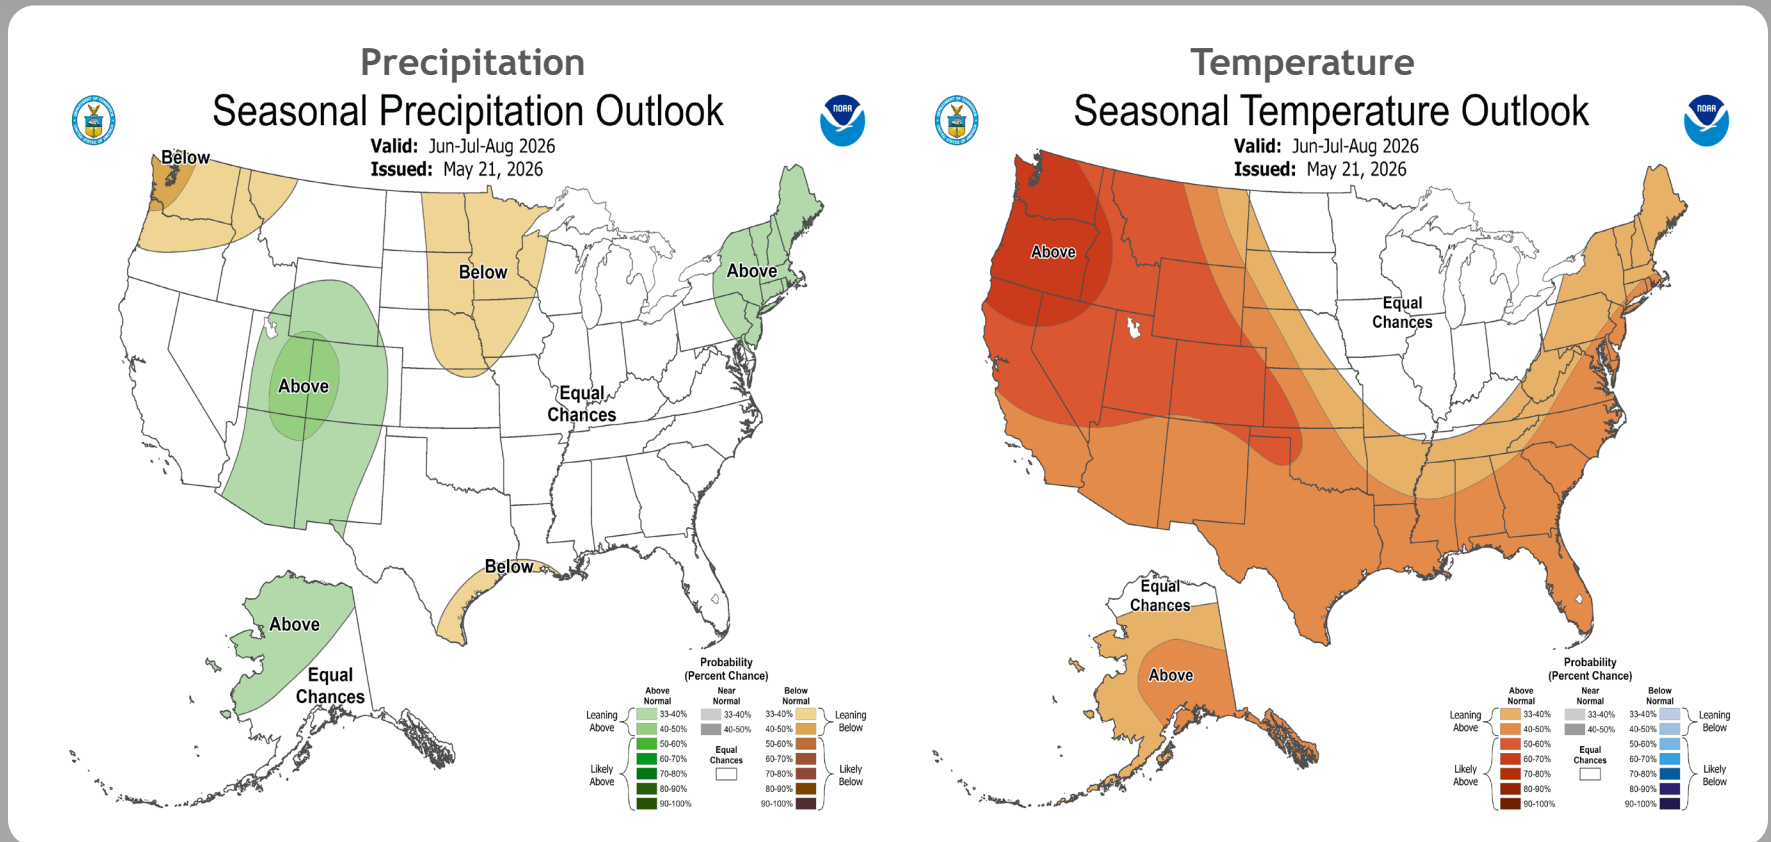 Precipitation
Seasonal Precipitation Outlook
Valid: Jun-Jul-Aug 2026
Issued: May 21, 2026
NOAA
Below
Below
Above
Above
Equal
Chances
Below
Above
Equal
Chances
Probability
(Percent Chance)
Above
Normal
Near
Normal
Below
Normal
Leaning
Above
33-40%
40-50%
33-40%
40-50%
33-40%
40-50%
Leaning
Below
Likely
Above
50-60%
60-70%
70-80%
80-90%
90-100%
Equal
Chances
50-60%
60-70%
70-80%
80-90%
90-100%
Likely
Below
Temperature
Seasonal Temperature Outlook
Valid: Jun-Jul-Aug 2026
Issued: May 21, 2026
NOAA
Above
Equal
Chances
Equal
Chances
Above
Probability
(Percent Chance)
Above
Normal
Near
Normal
Below
Normal
Leaning
Above
33-40%
40-50%
33-40%
40-50%
33-40%
40-50%
Leaning
Below
Likely
Above
50-60%
60-70%
70-80%
80-90%
90-100%
Equal
Chances
50-60%
60-70%
70-80%
80-90%
90-100%
Likely
Below